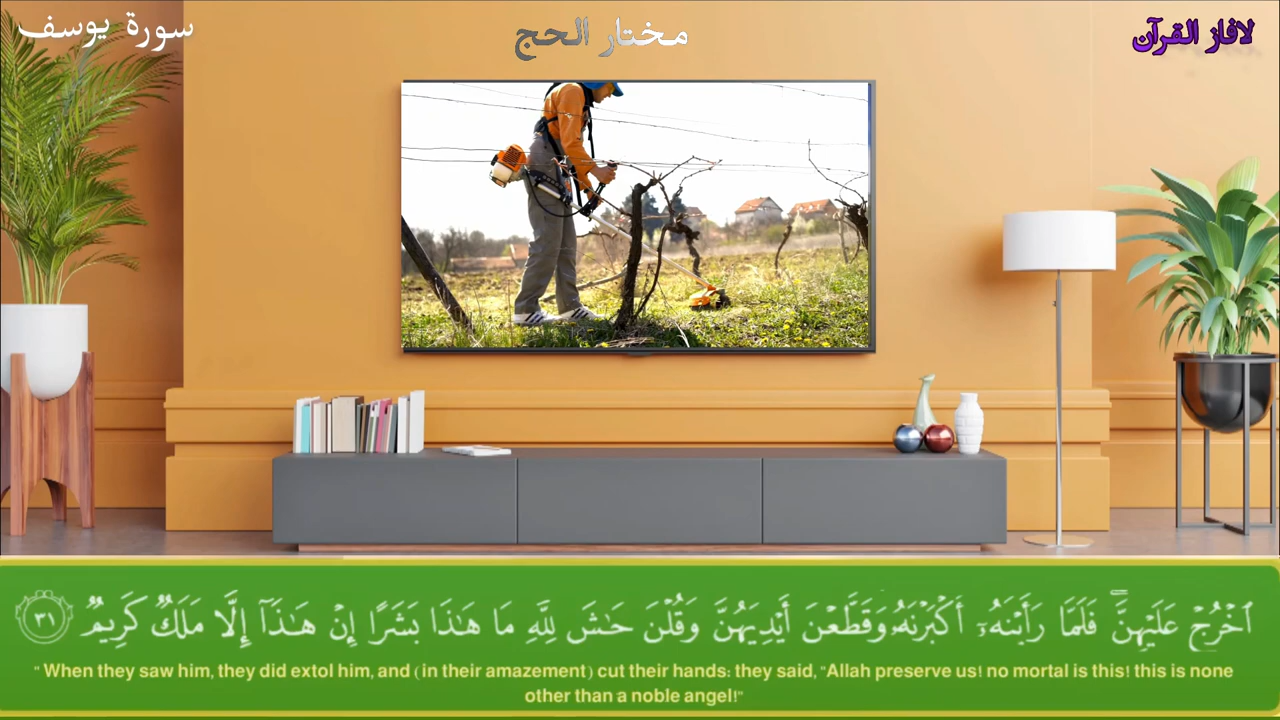 سورة يوسف
مختار الحج
لافاز القرآن
ٱخْرُجْ عَلَيْهِنَّ ۖ فَلَمَّا رَأَيْنَهُۥٓ أَكْبَرْنَهُۥ وَقَطَّعْنَ أَيْدِيَهُنَّ وَقُلْنَ حَـٰشَ لِلَّهِ مَا هَـٰذَا بَشَرًا إِنْ هَـٰذَآ إِلَّا مَلَكٌ كَرِيمٌ ٣١
" When they saw him, they did extol him, and (in their amazement) cut their hands: they said, "Allah preserve us! no mortal is this! this is none
other than a noble angel!"